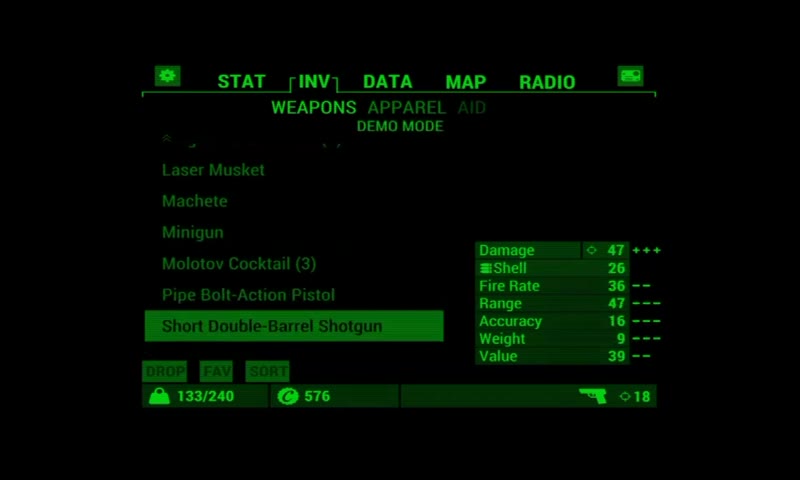 STAT INV DATA MAP RADIO
WEAPONS APPAREL AID
DEMO MODE
Laser Musket
Machete
Minigun
Molotov Cocktail (3)
Pipe Bolt-Action Pistol
Short Double-Barrel Shotgun
Damage 47 +++
Shell 26
Fire Rate 36 --
Range 47 ---
Accuracy 16 ---
Weight 9 ---
Value 39 --
DROP FAV SORT
133/240 576 18